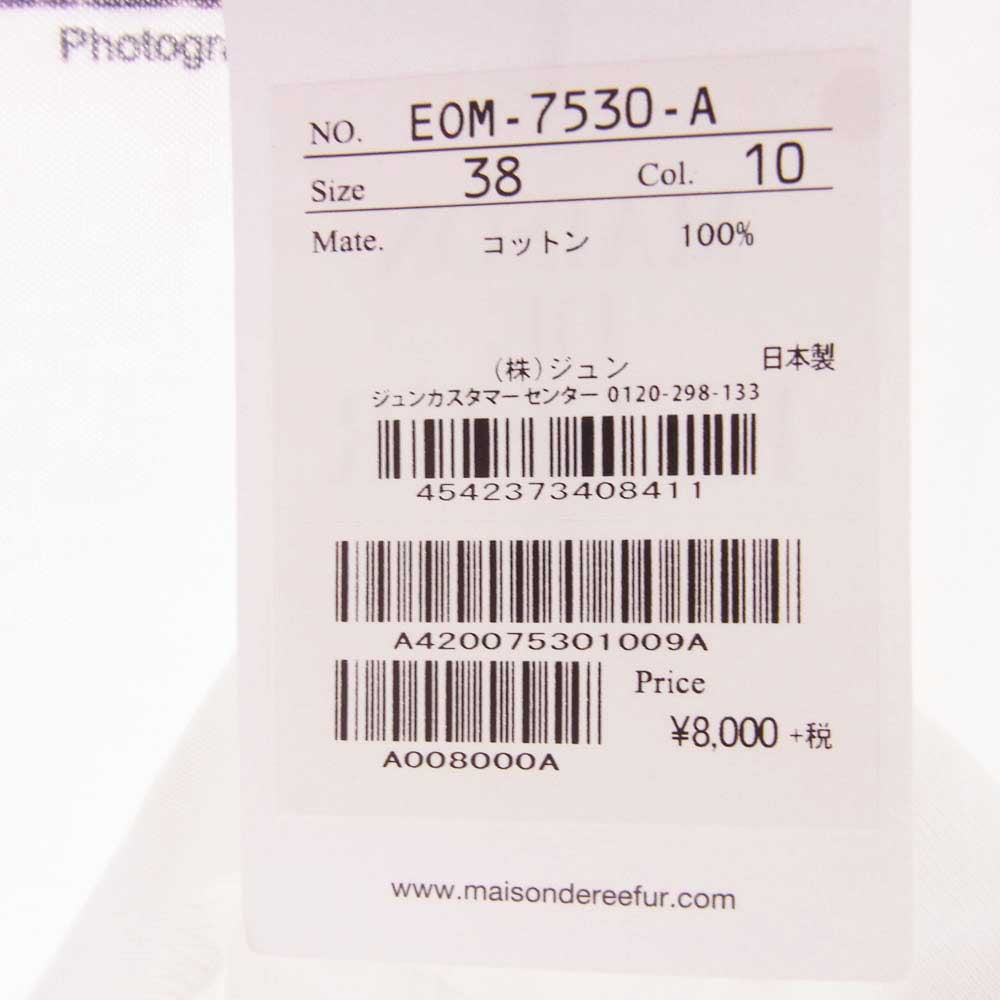 Photogr
NO. EOM-7530-A
Size 38 Col. 10
Mate. コットン 100%
日本製
(株)ジュン
ジュンカスタマーセンター 0120-298-133
4542373408411
A420075301009A
Price
¥8,000 +税
A008000A
www.maisondereefur.com